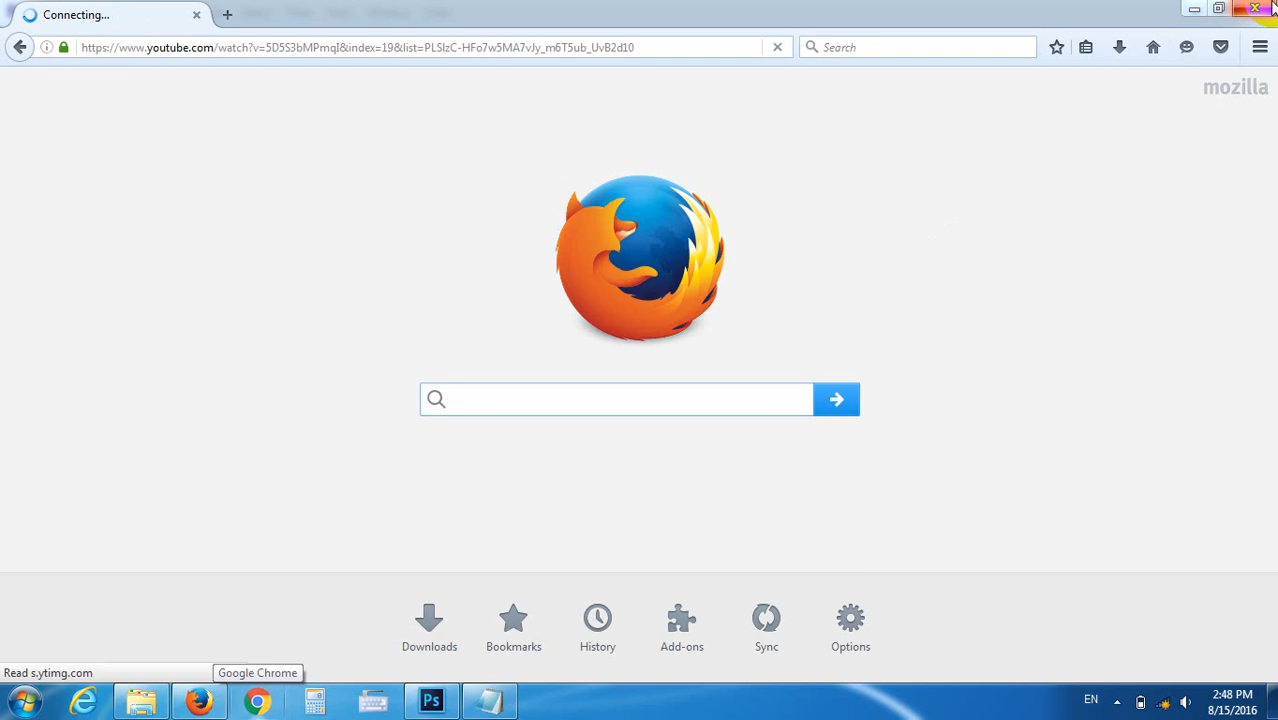 Connecting...
https://www.youtube.com/watch?v=5D5S3bMPmqI&index=19&list=PLSlzC-HFo7w5MA7vJy_m6T5ub_UvB2d10
Search
mozilla
Downloads
Bookmarks
History
Add-ons
Sync
Options
Read s.ytimg.com
Google Chrome
Ps
EN
2:48 PM
8/15/2016